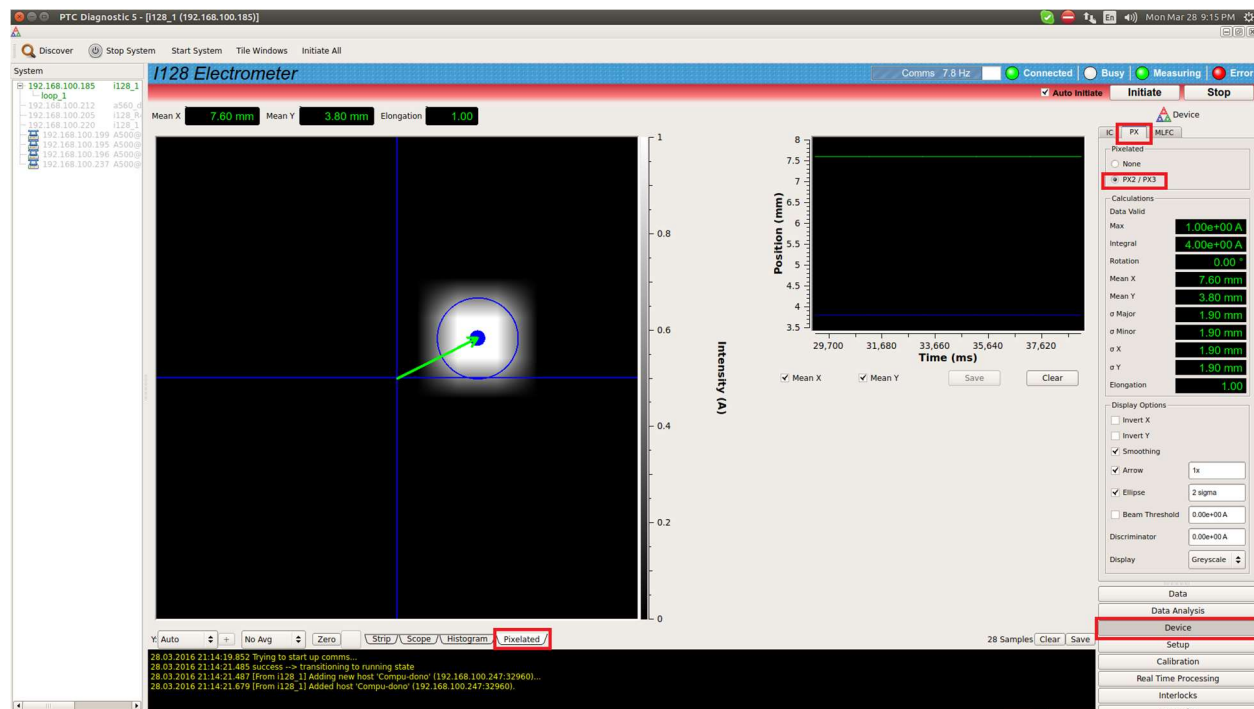 PTC Diagnostic 5 - [i128_1 (192.168.100.185)]
En
Mon Mar 28 9:15 PM
Discover
Stop System
Start System
Tile Windows
Initiate All
System
192.168.100.185 i128_1
loop_1
192.168.100.212 a560_d
192.168.100.205 i128_R
192.168.100.220 i128_1
192.168.100.199 A500@
192.168.100.195 A500@
192.168.100.196 A500@
192.168.100.237 A500@
I128 Electrometer
Comms 7.8 Hz
Connected
Busy
Measuring
Error
Auto Initiate
Initiate
Stop
Mean X 7.60 mm Mean Y 3.80 mm Elongation 1.00
1
0.8
0.6
0.4
0.2
0
Intensity (A)
Position (mm)
8
7.5
7
6.5
6
5.5
5
4.5
4
3.5
29,700 31,680 33,660 35,640 37,620
Time (ms)
Mean X
Mean Y
Save
Clear
Device
IC PX MLFC
Pixelated
None
PX2 / PX3
Calculations
Data Valid
Max 1.00e+00 A
Integral 4.00e+00 A
Rotation 0.00 °
Mean X 7.60 mm
Mean Y 3.80 mm
σ Major 1.90 mm
σ Minor 1.90 mm
σ X 1.90 mm
σ Y 1.90 mm
Elongation 1.00
Display Options
Invert X
Invert Y
Smoothing
Arrow 1x
Ellipse 2 sigma
Beam Threshold 0.00e+00 A
Discriminator 0.00e+00 A
Display Greyscale
Data
Data Analysis
Device
Setup
Calibration
Real Time Processing
Interlocks
Y: Auto + No Avg Zero Strip Scope Histogram Pixelated
28 Samples Clear Save
28.03.2016 21:14:19.852 Trying to start up comms...
28.03.2016 21:14:21.485 success --> transitioning to running state
28.03.2016 21:14:21.487 [From i128_1] Adding new host 'Compu-dono' (192.168.100.247:32960)...
28.03.2016 21:14:21.679 [From i128_1] Added host 'Compu-dono' (192.168.100.247:32960).